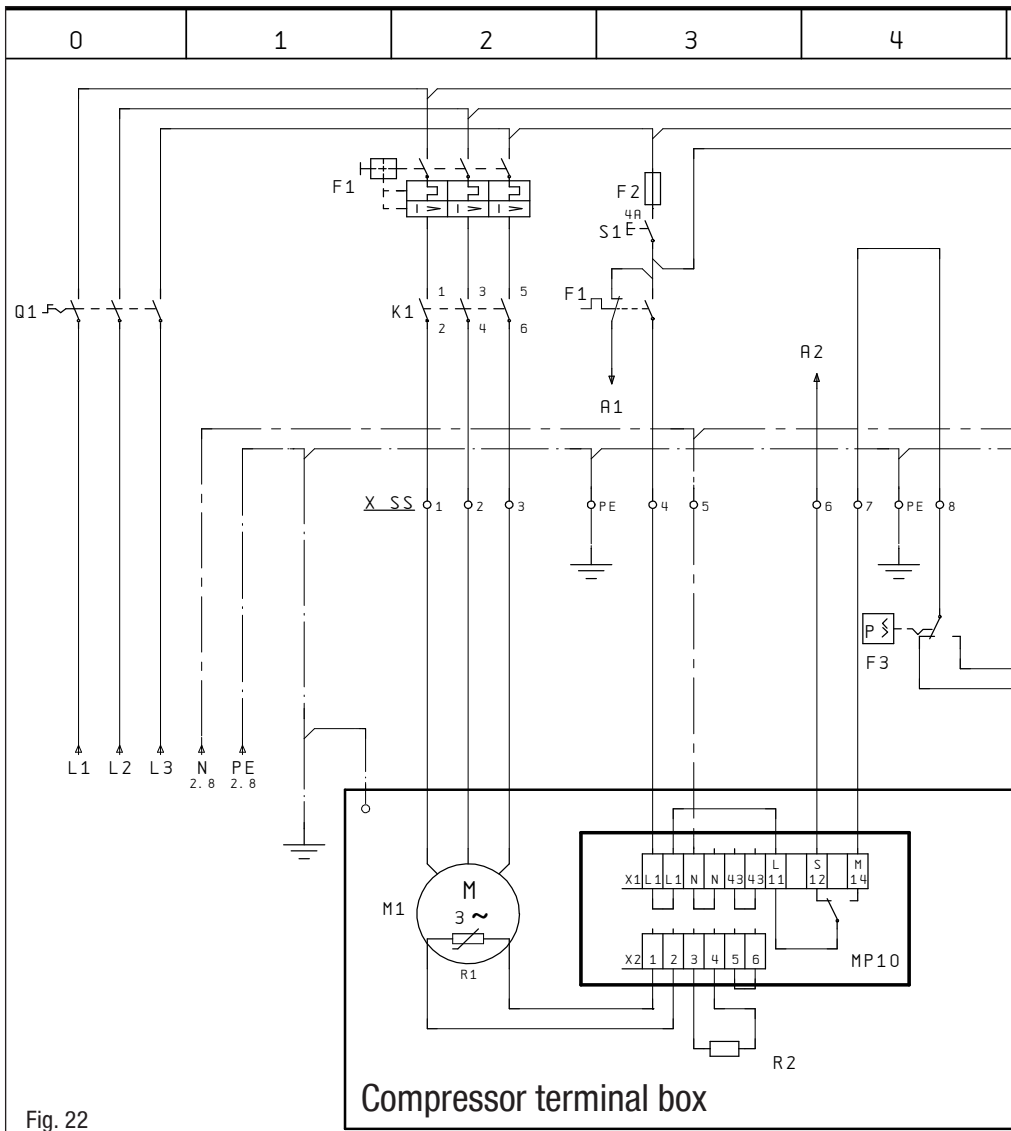 0 1 2 3 4
F1
I > I > I >
F2
4A
S1
Q1
K1
1 3 5
2 4 6
F1
A2
A1
X SS 1 2 3 PE 4 5 6 7 PE 8
P
F3
L1 L2 L3 N PE
2. 8 2. 8
M1
M
3 ~
R1
X1 L1 L1 N N 43 43 L 11 S 12 M 14
X2 1 2 3 4 5 6
MP10
R2
Compressor terminal box
Fig. 22